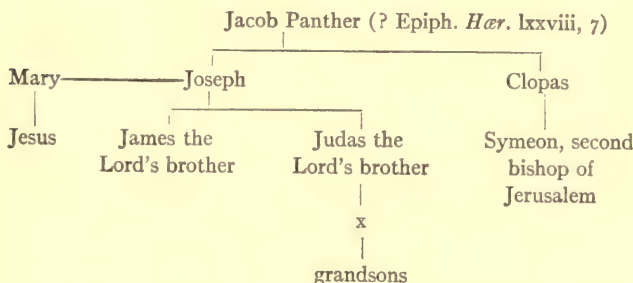 Jacob Panther (? Epiph. Hær. lxxviii, 7)
Mary Joseph Clopas
Jesus James the Judas the Symeon, second
Lord's brother Lord's brother bishop of
Jerusalem
x
grandsons